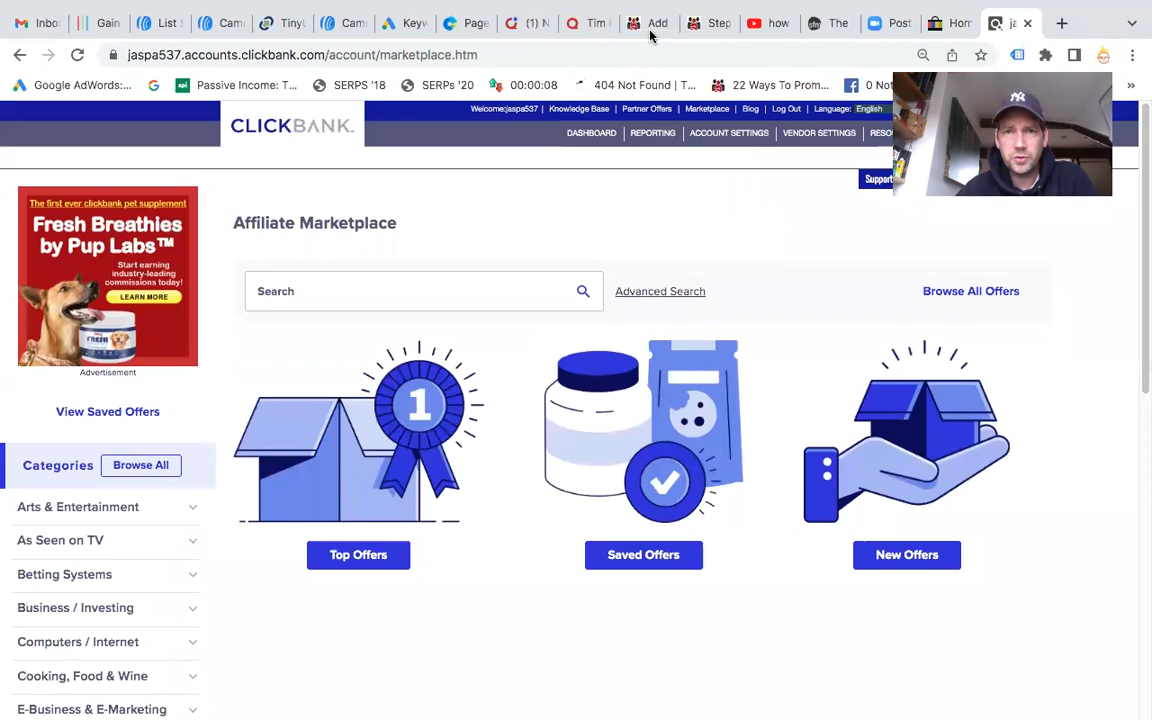 Inbo
Gain
List S
Cam
TinyU
Cam
Keyw
Page
(1) N
Tim
Add
Step
how
The
Post
Hom
ja
jaspa537.accounts.clickbank.com/account/marketplace.htm
Google AdWords:...
Passive Income: T...
SERPS '18
SERPs '20
00:00:08
404 Not Found | T...
22 Ways To Prom...
0 Not
»
CLICKBANK.
Welcome:jaspa537 | Knowledge Base | Partner Offers | Marketplace | Blog | Log Out | Language: English
DASHBOARD | REPORTING | ACCOUNT SETTINGS | VENDOR SETTINGS | RESO
Support
The first ever clickbank pet supplement
Fresh Breathies
by Pup Labs™
Start earning
industry-leading
commissions today!
LEARN MORE
FRESH
Advertisement
View Saved Offers
Categories
Browse All
Arts & Entertainment
As Seen on TV
Betting Systems
Business / Investing
Computers / Internet
Cooking, Food & Wine
E-Business & E-Marketing
Affiliate Marketplace
Search
Advanced Search
Browse All Offers
1
Top Offers
Saved Offers
New Offers